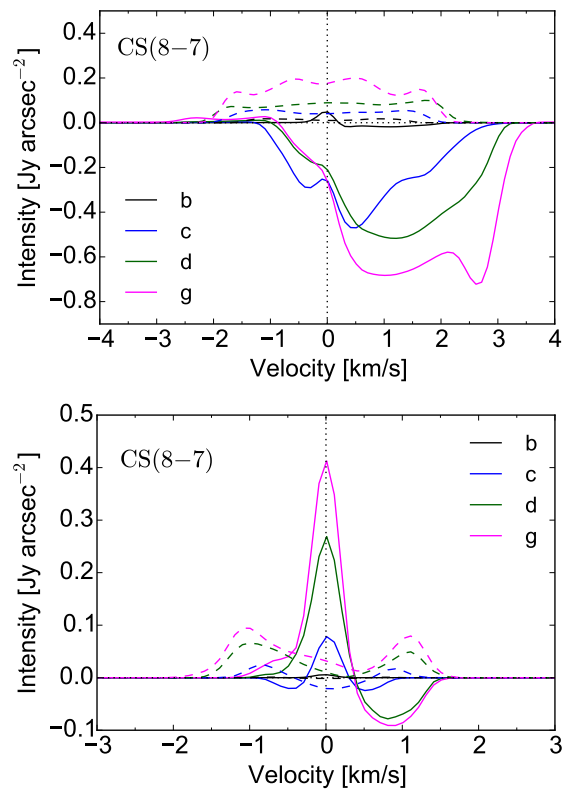 CS(8−7)
Intensity [Jy arcsec⁻²]
0.4
0.2
0.0
−0.2
−0.4
−0.6
−0.8
b
c
d
g
−4 −3 −2 −1 0 1 2 3 4
Velocity [km/s]
CS(8−7)
Intensity [Jy arcsec⁻²]
0.5
0.4
0.3
0.2
0.1
0.0
−0.1
b
c
d
g
−3 −2 −1 0 1 2 3
Velocity [km/s]